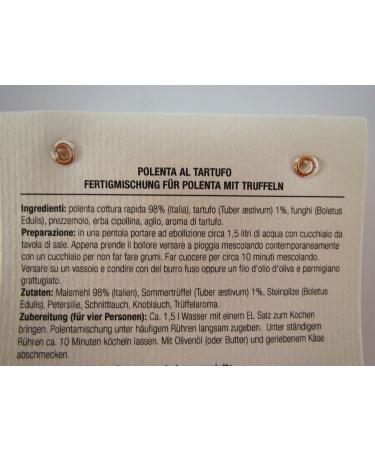 POLENTA AL TARTUFO
FERTIGMISCHUNG FÜR POLENTA MIT TRUFFELN
Ingredienti: polenta cottura rapida 98% (Italia), tartufo (Tuber æstivum) 1%, funghi (Boletus
Edulis), prezzemolo, erba cipollina, aglio, aroma di tartufo.
Preparazione: in una pentola portare ad ebollizione circa 1,5 litri di acqua con cucchiaio da
tavola di sale. Appena prende il bollore versare a pioggia mescolando contemporaneamente
con un cucchiaio per non far fare grumi. Far cuocere per circa 10 minuti mescolando.
Versare su un vassoio e condire con del burro fuso oppure un filo d'olio d'oliva e parmigiano
grattugiato.
Zutaten: Maismehl 98% (Italien), Sommertrüffel (Tuber æstivum) 1%, Steinpilze (Boletus
Edulis), Petersilie, Schnittlauch, Knoblauch, Trüffelaroma.
Zubereitung (für vier Personen): Ca. 1,5 l Wasser mit einem EL Salz zum Kochen
bringen. Polentamischung unter häufigem Rühren langsam zugeben. Unter ständigem
Rühren ca. 10 Minuten köcheln lassen. Mit Olivenöl (oder Butter) und geriebenem Käse
abschmecken.